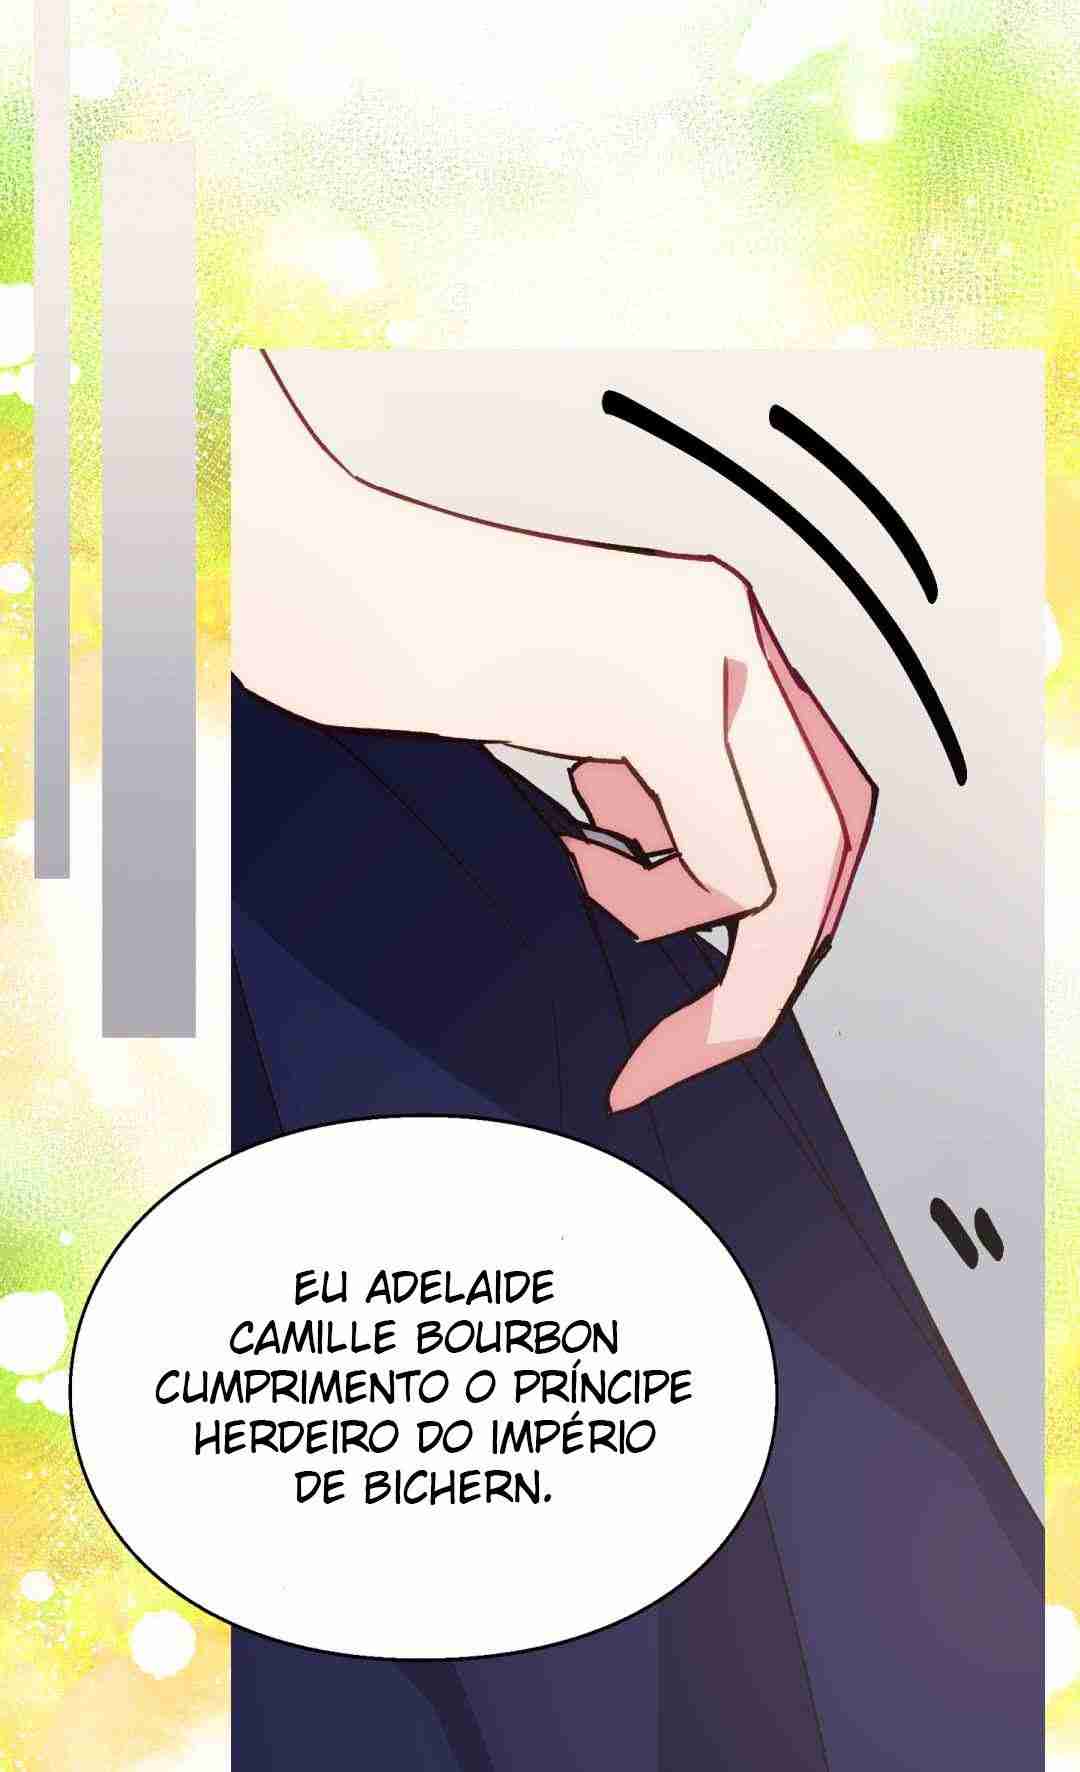 EU ADELAIDE
CAMILLE BOURBON
CUMPRIMENTO O PRÍNCIPE
HERDEIRO DO IMPÉRIO
DE BICHERN.